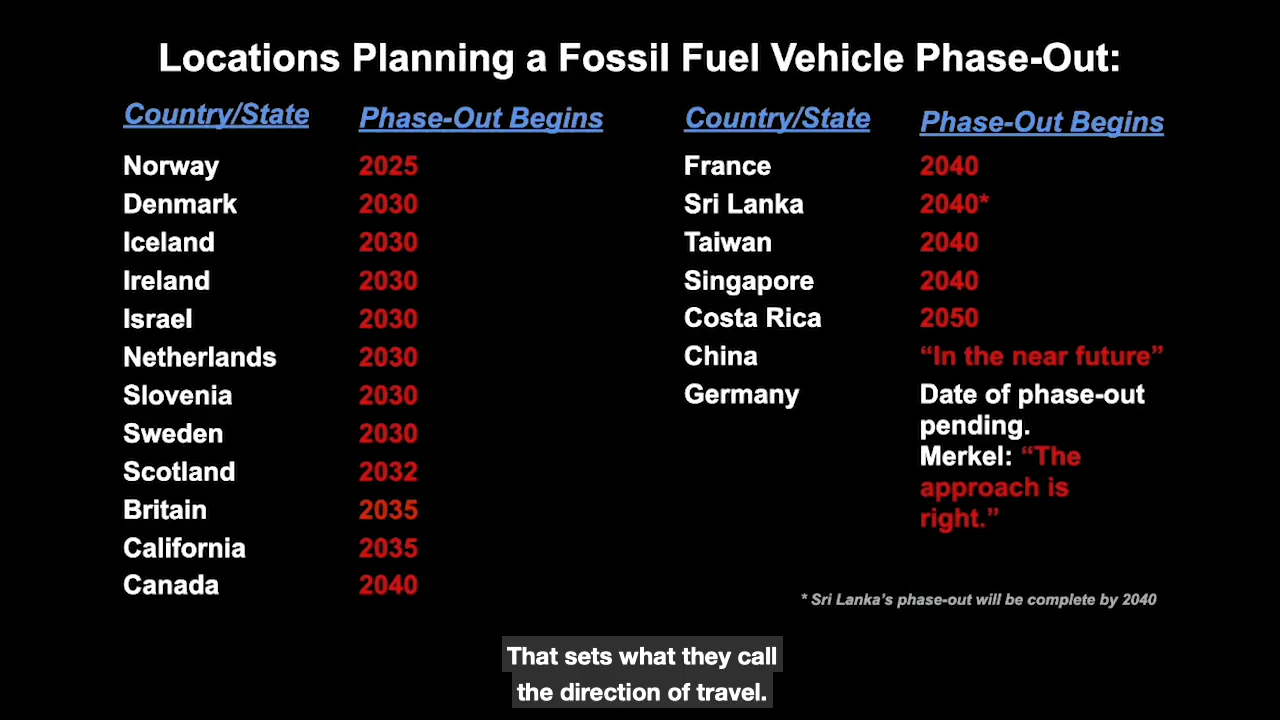 Locations Planning a Fossil Fuel Vehicle Phase-Out:
Country/State Phase-Out Begins
Norway 2025
Denmark 2030
Iceland 2030
Ireland 2030
Israel 2030
Netherlands 2030
Slovenia 2030
Sweden 2030
Scotland 2032
Britain 2035
California 2035
Canada 2040
Country/State Phase-Out Begins
France 2040
Sri Lanka 2040*
Taiwan 2040
Singapore 2040
Costa Rica 2050
China “In the near future”
Germany Date of phase-out
pending.
Merkel: “The
approach is
right.”
* Sri Lanka’s phase-out will be complete by 2040
That sets what they call
the direction of travel.